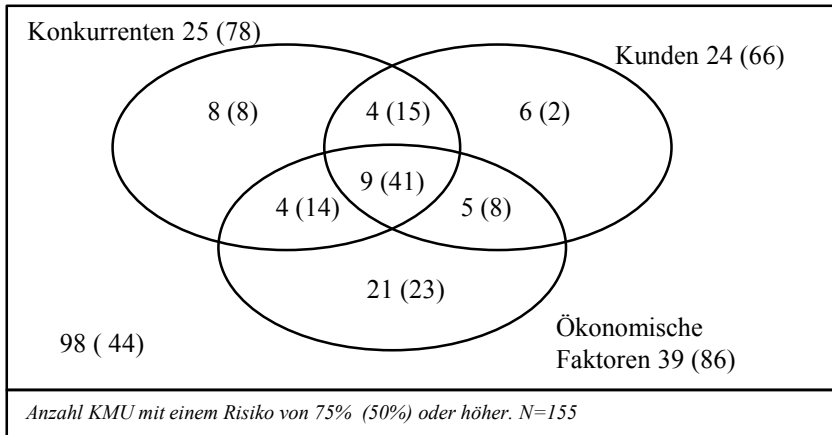 Konkurrenten 25 (78)
Kunden 24 (66)
8 (8)
4 (15)
6 (2)
9 (41)
4 (14)
5 (8)
21 (23)
98 ( 44)
Ökonomische
Faktoren 39 (86)
Anzahl KMU mit einem Risiko von 75% (50%) oder höher. N=155